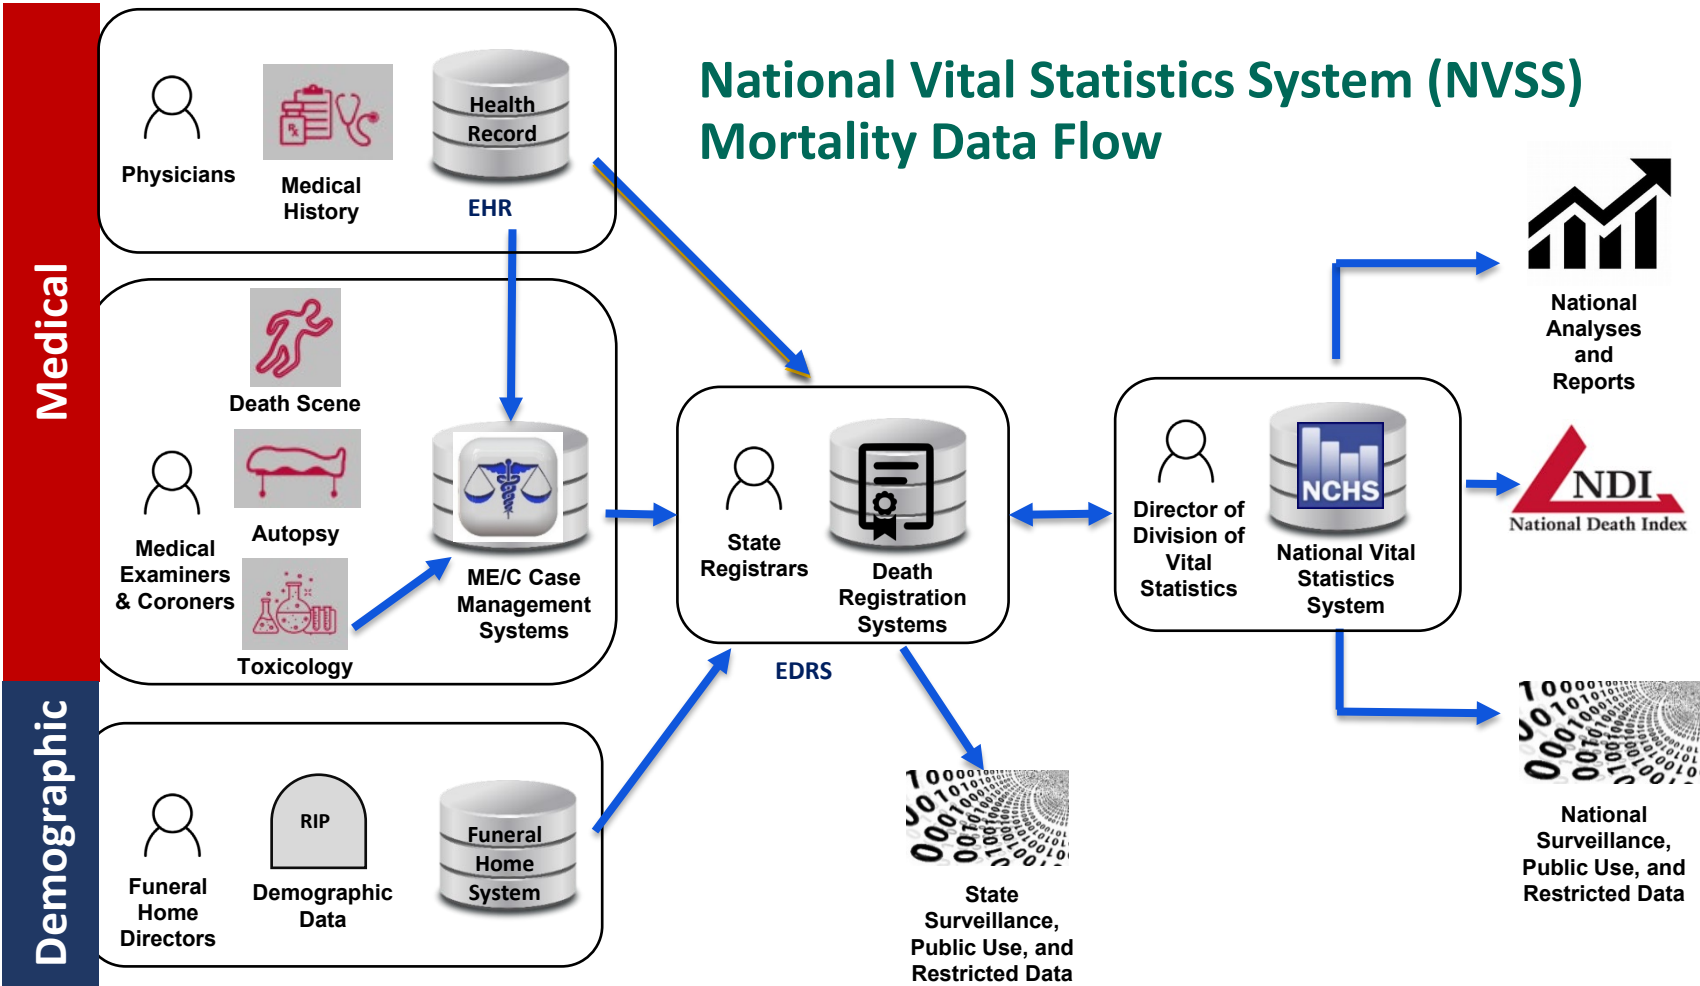 National Vital Statistics System (NVSS)
Mortality Data Flow
Medical
Physicians
Medical
History
Health
Record
EHR
Death Scene
Autopsy
Toxicology
Medical
Examiners
& Coroners
ME/C Case
Management
Systems
Demographic
Funeral
Home
Directors
RIP
Demographic
Data
Funeral
Home
System
State
Registrars
Death
Registration
Systems
EDRS
State
Surveillance,
Public Use, and
Restricted Data
Director of
Division of
Vital
Statistics
NCHS
National Vital
Statistics
System
National
Analyses
and
Reports
NDI
National Death Index
National
Surveillance,
Public Use, and
Restricted Data